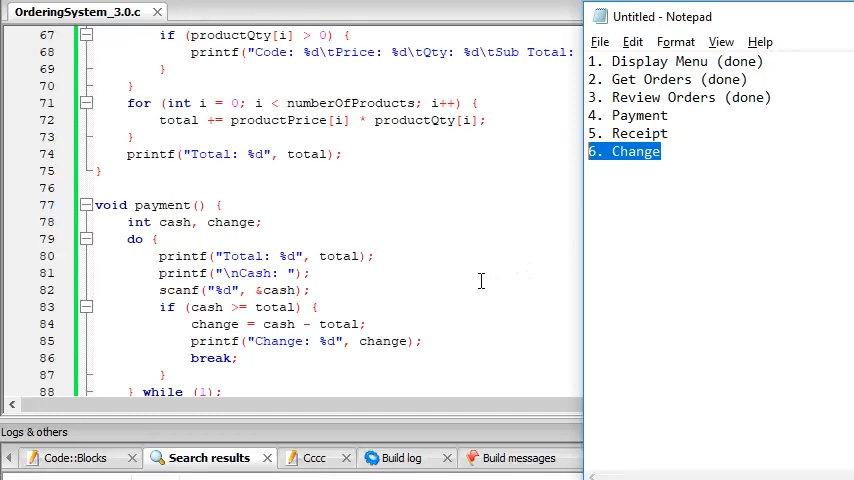 OrderingSystem_3.0.c
67 if (productQty[i] > 0) {
68 printf("Code: %d\tPrice: %d\tQty: %d\tSub Total:
69 }
70 }
71 for (int i = 0; i < numberOfProducts; i++) {
72 total += productPrice[i] * productQty[i];
73 }
74 printf("Total: %d", total);
75 }
76
77 void payment() {
78 int cash, change;
79 do {
80 printf("Total: %d", total);
81 printf("\nCash: ");
82 scanf("%d", &cash);
83 if (cash >= total) {
84 change = cash - total;
85 printf("Change: %d", change);
86 break;
87 }
88 } while (1);
Logs & others
Code::Blocks
Search results
Cccc
Build log
Build messages
Untitled - Notepad
File Edit Format View Help
1. Display Menu (done)
2. Get Orders (done)
3. Review Orders (done)
4. Payment
5. Receipt
6. Change